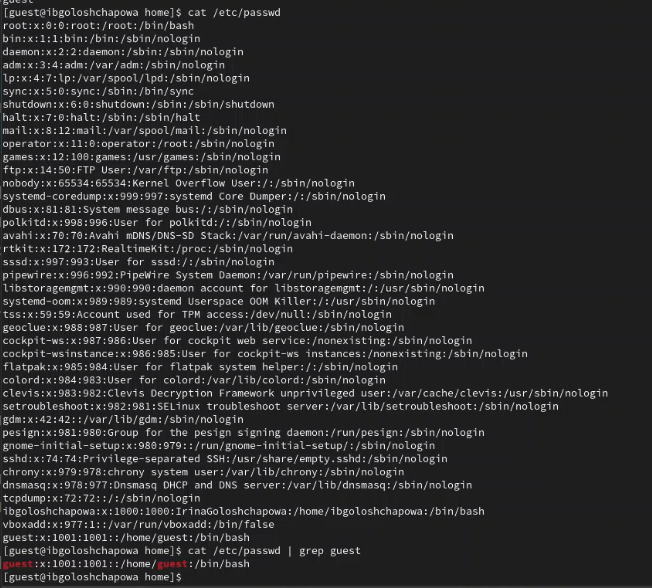 guest
[guest@ibgoloshchapowa home]$ cat /etc/passwd
root:x:0:0:root:/root:/bin/bash
bin:x:1:1:bin:/bin:/sbin/nologin
daemon:x:2:2:daemon:/sbin:/sbin/nologin
adm:x:3:4:adm:/var/adm:/sbin/nologin
lp:x:4:7:lp:/var/spool/lpd:/sbin/nologin
sync:x:5:0:sync:/sbin:/bin/sync
shutdown:x:6:0:shutdown:/sbin:/sbin/shutdown
halt:x:7:0:halt:/sbin:/sbin/halt
mail:x:8:12:mail:/var/spool/mail:/sbin/nologin
operator:x:11:0:operator:/root:/sbin/nologin
games:x:12:100:games:/usr/games:/sbin/nologin
ftp:x:14:50:FTP User:/var/ftp:/sbin/nologin
nobody:x:65534:65534:Kernel Overflow User:/:/sbin/nologin
systemd-coredump:x:999:997:systemd Core Dumper:/:/sbin/nologin
dbus:x:81:81:System message bus:/:/sbin/nologin
polkitd:x:998:996:User for polkitd:/:/sbin/nologin
avahi:x:70:70:Avahi mDNS/DNS-SD Stack:/var/run/avahi-daemon:/sbin/nologin
rtkit:x:172:172:RealtimeKit:/proc:/sbin/nologin
sssd:x:997:993:User for sssd:/:/sbin/nologin
pipewire:x:996:992:PipeWire System Daemon:/var/run/pipewire:/sbin/nologin
libstoragemgmt:x:990:990:daemon account for libstoragemgmt:/:/usr/sbin/nologin
systemd-oom:x:989:989:systemd Userspace OOM Killer:/:/usr/sbin/nologin
tss:x:59:59:Account used for TPM access:/dev/null:/sbin/nologin
geoclue:x:988:987:User for geoclue:/var/lib/geoclue:/sbin/nologin
cockpit-ws:x:987:986:User for cockpit web service:/nonexisting:/sbin/nologin
cockpit-wsinstance:x:986:985:User for cockpit-ws instances:/nonexisting:/sbin/nologin
flatpak:x:985:984:User for flatpak system helper:/:/sbin/nologin
colord:x:984:983:User for colord:/var/lib/colord:/sbin/nologin
clevis:x:983:982:Clevis Decryption Framework unprivileged user:/var/cache/clevis:/usr/sbin/nologin
setroubleshoot:x:982:981:SELinux troubleshoot server:/var/lib/setroubleshoot:/sbin/nologin
gdm:x:42:42::/var/lib/gdm:/sbin/nologin
pesign:x:981:980:Group for the pesign signing daemon:/run/pesign:/sbin/nologin
gnome-initial-setup:x:980:979::/run/gnome-initial-setup/:/sbin/nologin
sshd:x:74:74:Privilege-separated SSH:/usr/share/empty.sshd:/sbin/nologin
chrony:x:979:978:chrony system user:/var/lib/chrony:/sbin/nologin
dnsmasq:x:978:977:Dnsmasq DHCP and DNS server:/var/lib/dnsmasq:/sbin/nologin
tcpdump:x:72:72::/:/sbin/nologin
ibgoloshchapowa:x:1000:1000:IrinaGoloshchapowa:/home/ibgoloshchapowa:/bin/bash
vboxadd:x:977:1::/var/run/vboxadd:/bin/false
guest:x:1001:1001::/home/guest:/bin/bash
[guest@ibgoloshchapowa home]$ cat /etc/passwd | grep guest
guest:x:1001:1001::/home/guest:/bin/bash
[guest@ibgoloshchapowa home]$